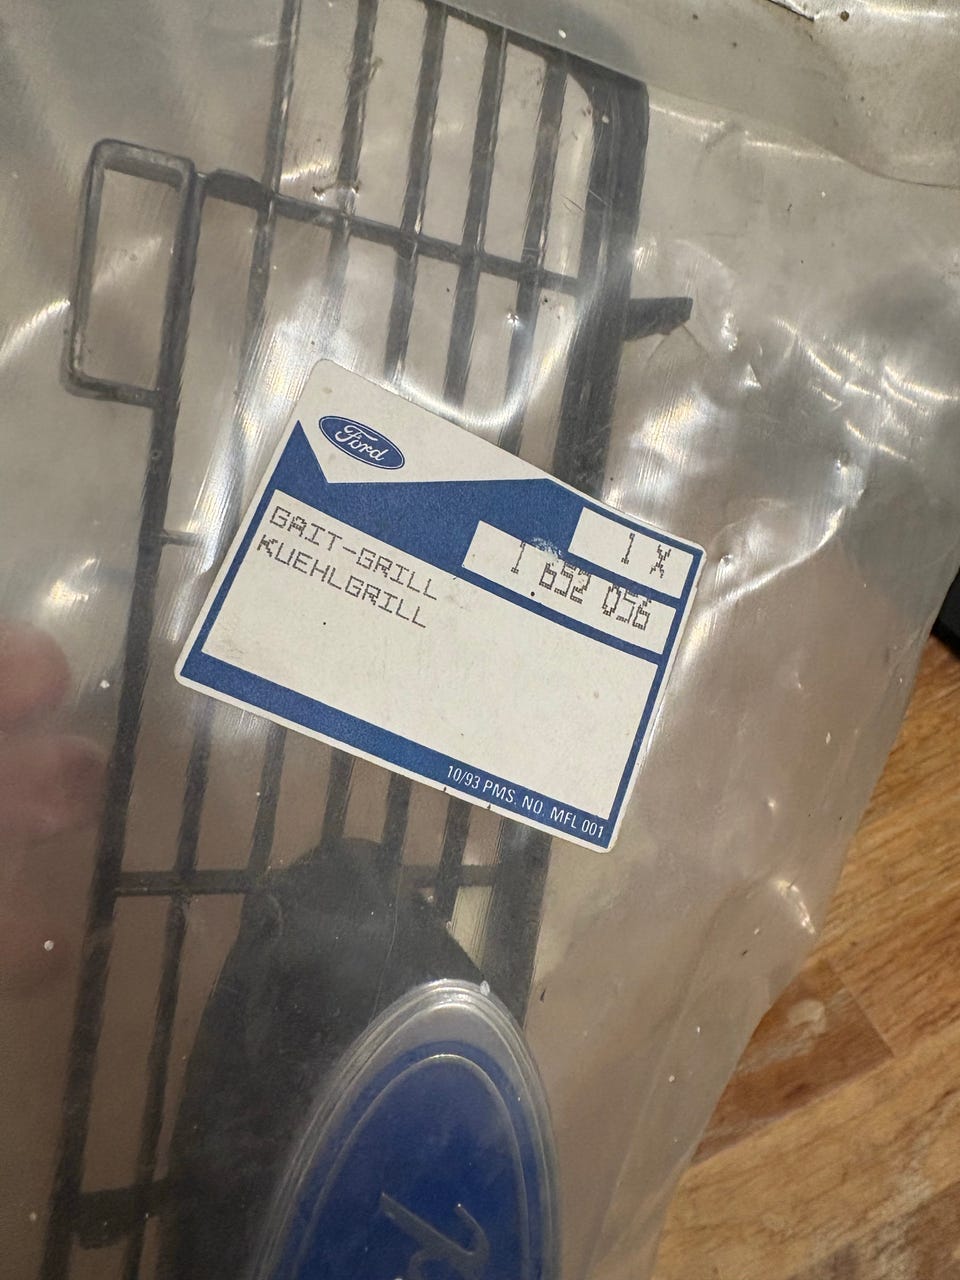 Ford
1 X
1 652 056
GRIT-GRILL
KUEHLGRILL
10/93 PMS. NO. MFL 001